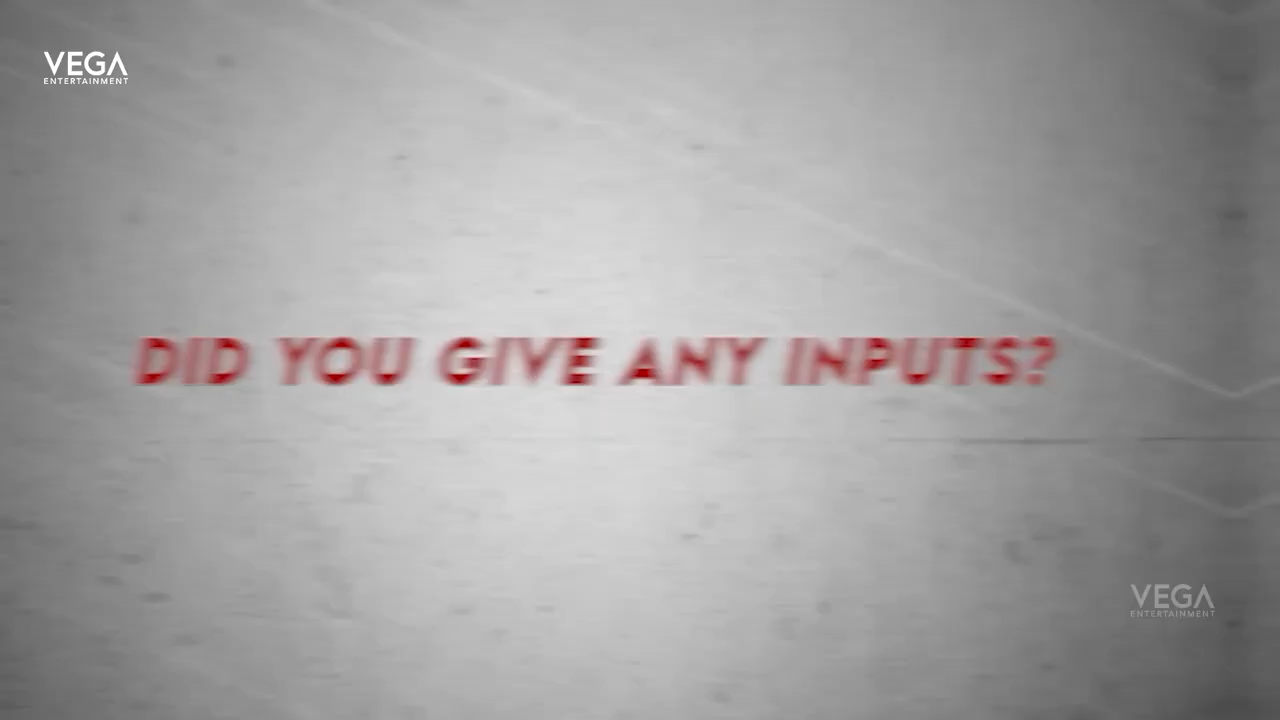 VEGA
ENTERTAINMENT
DID YOU GIVE ANY INPUTS?
VEGA
ENTERTAINMENT